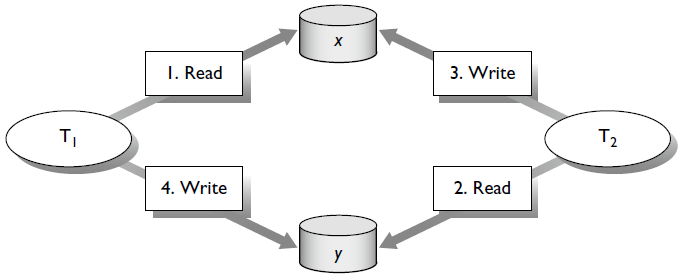 x
1. Read
3. Write
T1
T2
4. Write
2. Read
y